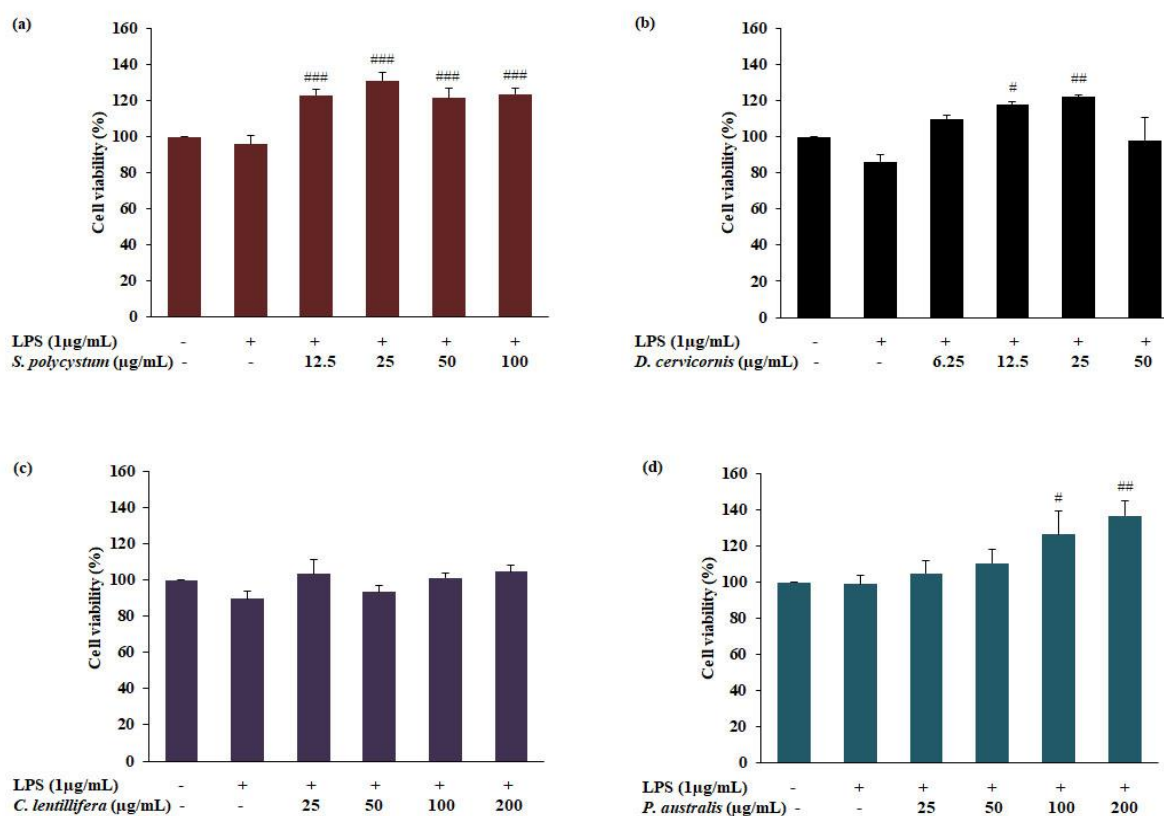 (a)
160
140
120
100
80
60
40
20
0
Cell viability (%)
###
###
###
###
LPS (1µg/mL) - + + + + +
S. polycystum (µg/mL) - - 12.5 25 50 100
(b)
160
140
120
100
80
60
40
20
0
Cell viability (%)
#
##
LPS (1µg/mL) - + + + + +
D. cervicornis (µg/mL) - - 6.25 12.5 25 50
(c)
160
140
120
100
80
60
40
20
0
Cell viability (%)
LPS (1µg/mL) - + + + + +
C. lentillifera (µg/mL) - - 25 50 100 200
(d)
160
140
120
100
80
60
40
20
0
Cell viability (%)
#
##
LPS (1µg/mL) - + + + + +
P. australis (µg/mL) - - 25 50 100 200